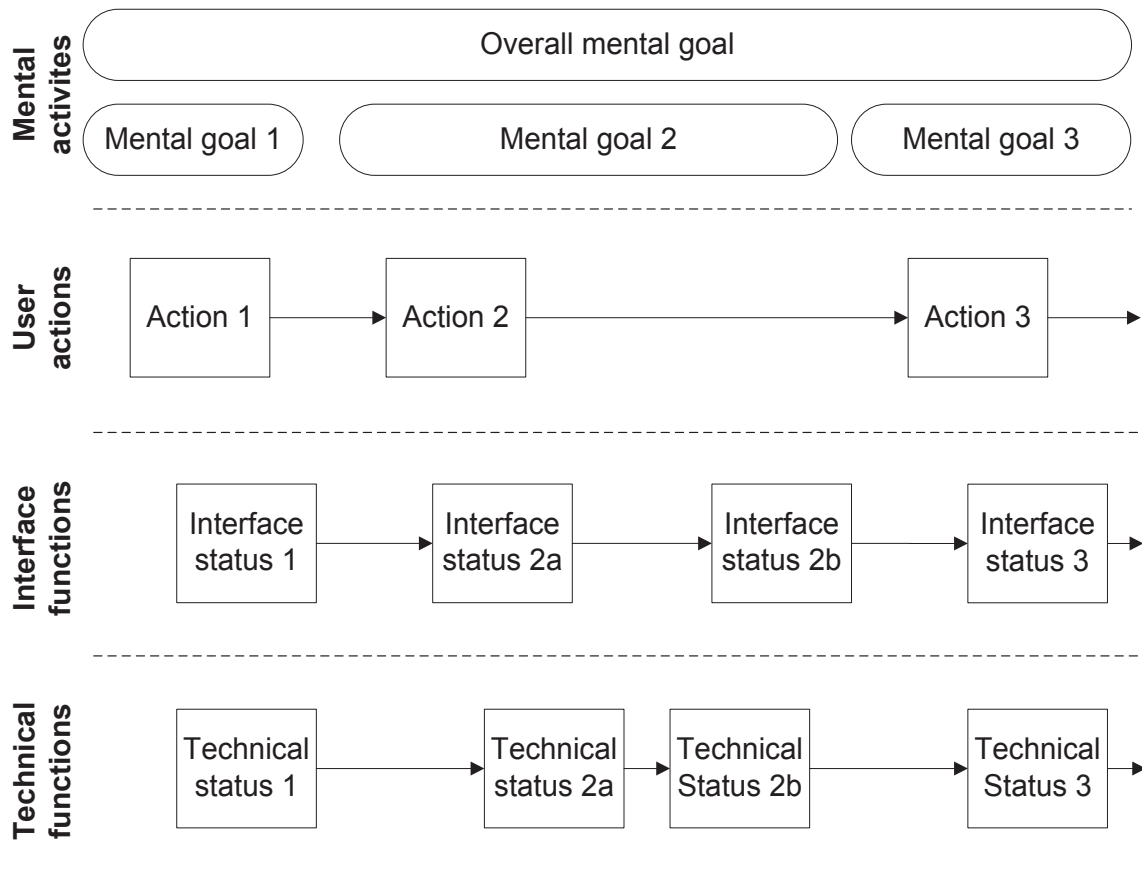 Mental
activites
Overall mental goal
Mental goal 1
Mental goal 2
Mental goal 3
User
actions
Action 1
Action 2
Action 3
Interface
functions
Interface
status 1
Interface
status 2a
Interface
status 2b
Interface
status 3
Technical
functions
Technical
status 1
Technical
status 2a
Technical
Status 2b
Technical
Status 3